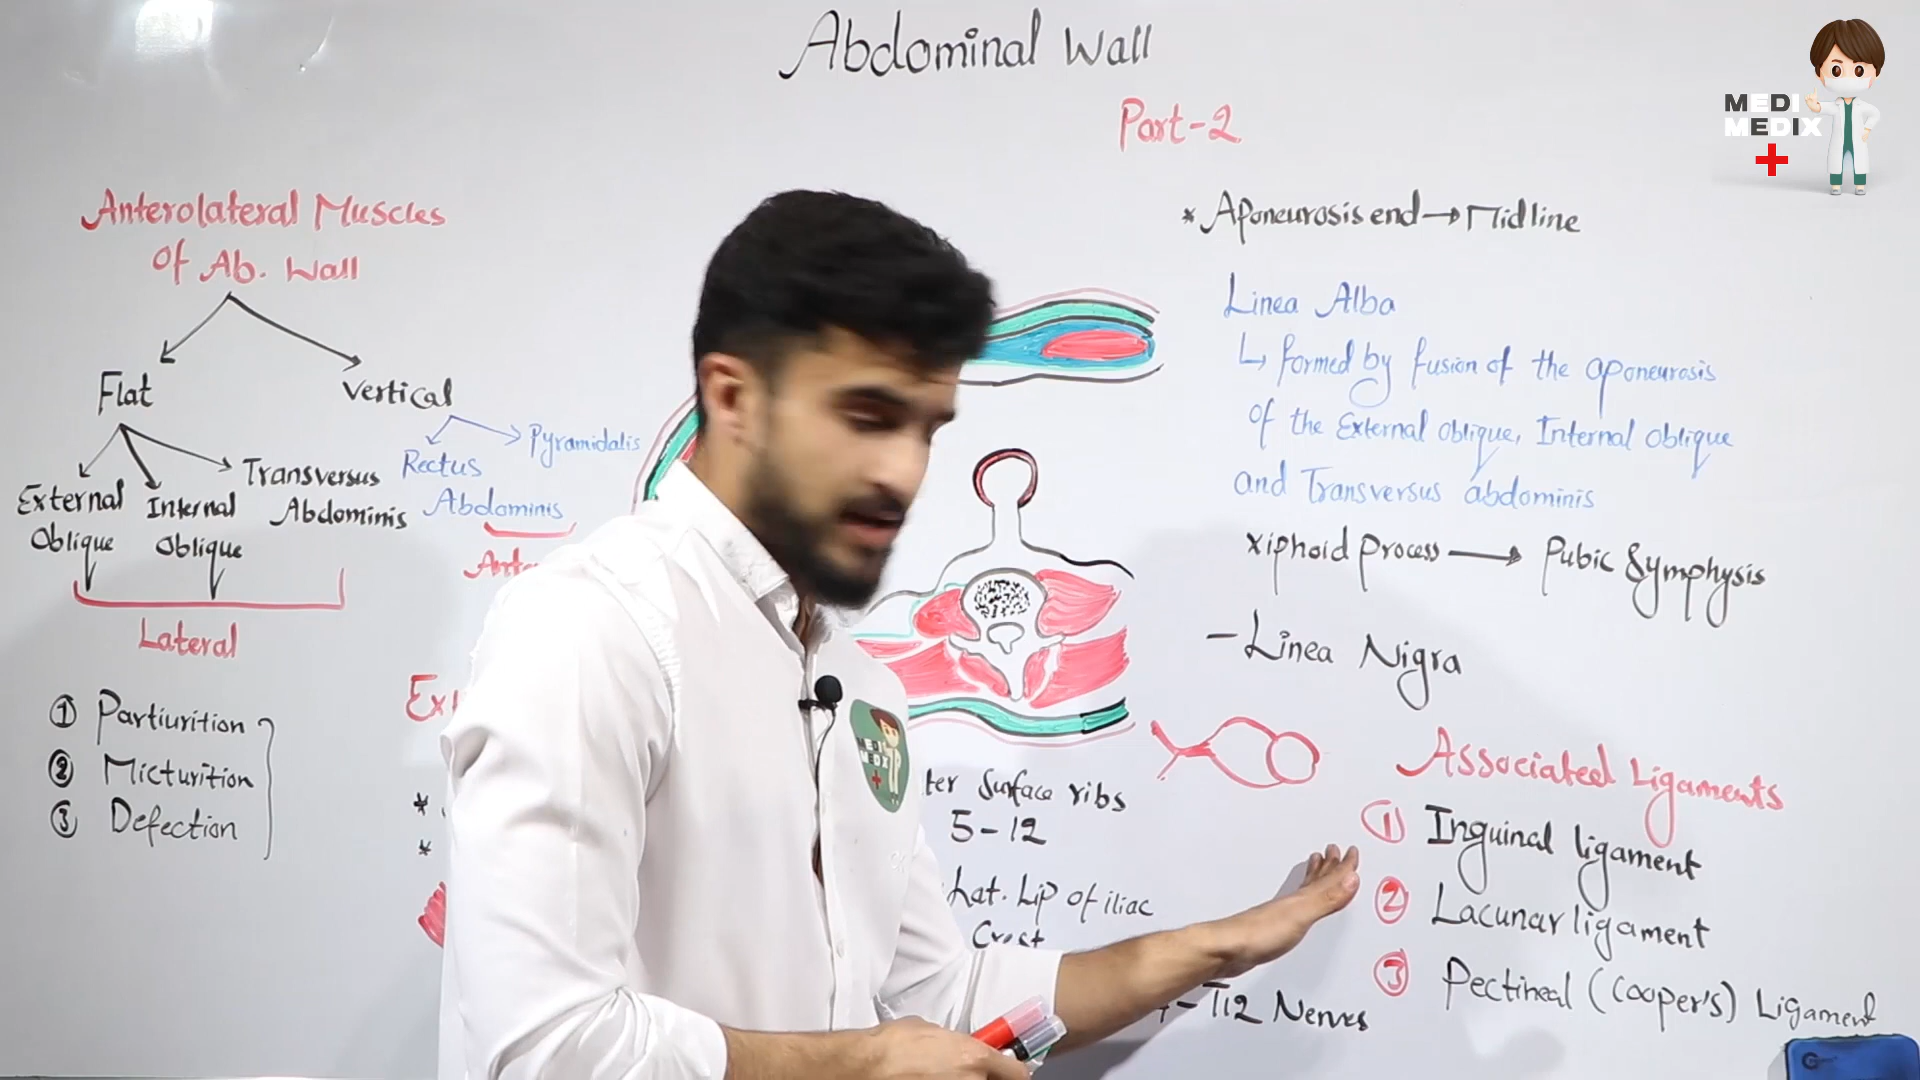 Abdominal Wall
Part-2
MEDI
MEDIX
Anterolateral Muscles
of Ab. Wall
Flat
Vertical
External
Oblique
Internal
Oblique
Transversus
Abdominis
Rectus
Abdominis
Pyramidalis
Lateral
① Partiurition
② Micturition
③ Defection
* Aponeurosis end → Midline
Linea Alba
↳ formed by fusion of the aponeurosis
of the External oblique, Internal oblique
and Transversus abdominis
Xiphoid Process → Pubic Symphysis
- Linea Nigra
MEDI
MEDIX
Surface ribs
5-12
Lat. Lip of iliac
Crest
T12 Nerves
Associated Ligaments
① Inguinal ligament
② Lacunar ligament
③ Pectineal (Cooper's) Ligament